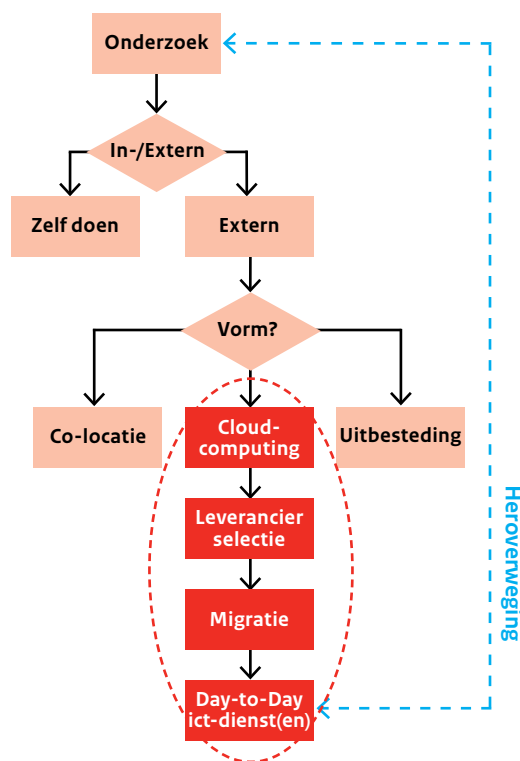 Onderzoek
In-/Extern
Zelf doen
Extern
Vorm?
Co-locatie
Cloud-
computing
Uitbesteding
Leverancier
selectie
Migratie
Day-to-Day
ict-dienst(en)
Heroverweging